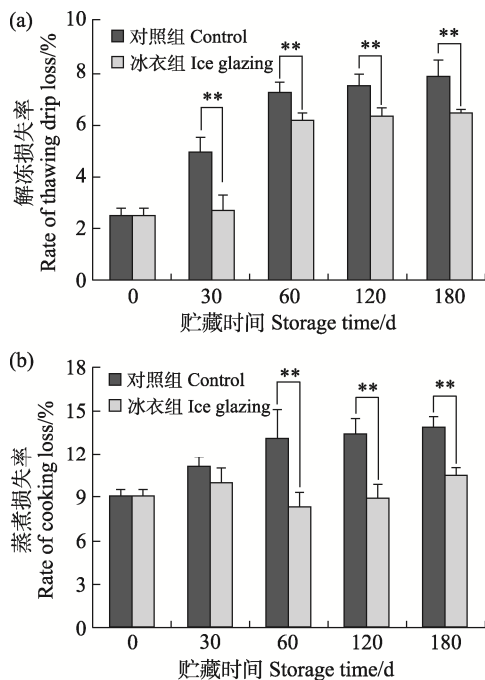 (a)
10
8
6
4
2
0
解冻损失率
Rate of thawing drip loss/%
对照组 Control
冰衣组 Ice glazing
**
**
**
**
0 30 60 120 180
贮藏时间 Storage time/d
(b)
18
15
12
9
6
3
0
蒸煮损失率
Rate of cooking loss/%
对照组 Control
冰衣组 Ice glazing
**
**
**
0 30 60 120 180
贮藏时间 Storage time/d